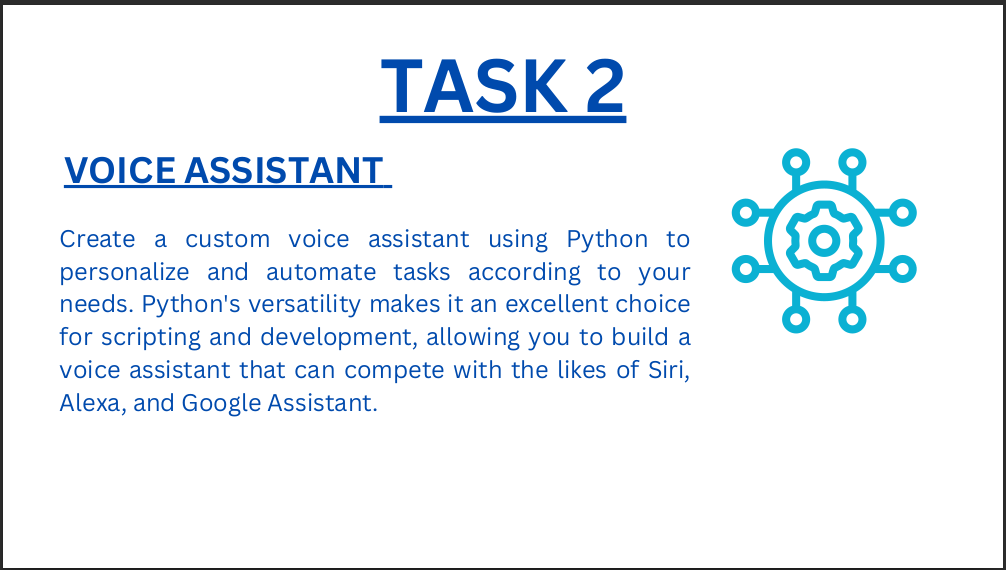 TASK 2
VOICE ASSISTANT
Create a custom voice assistant using Python to
personalize and automate tasks according to your
needs. Python's versatility makes it an excellent choice
for scripting and development, allowing you to build a
voice assistant that can compete with the likes of Siri,
Alexa, and Google Assistant.